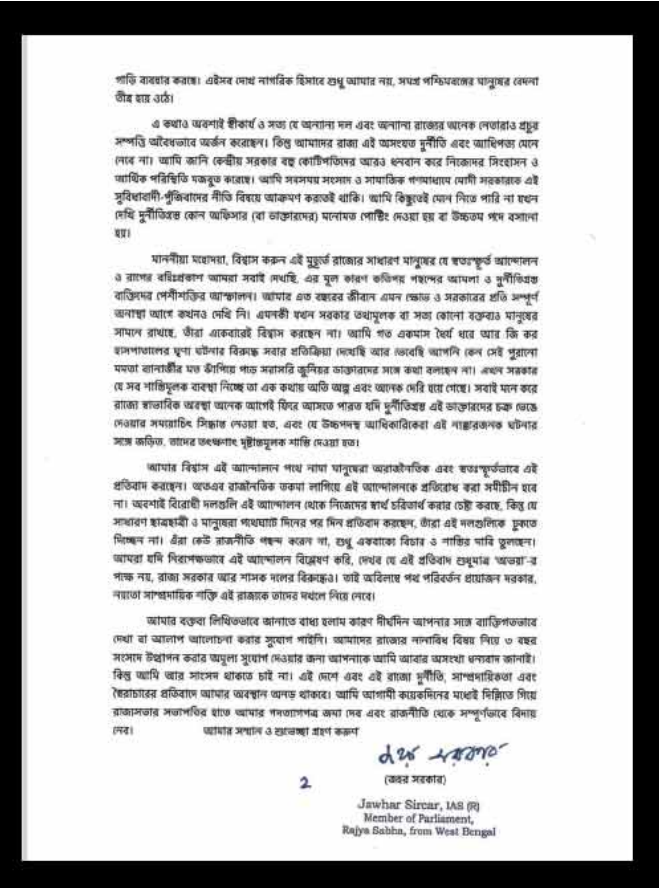 গাড়ি ব্যবহার করছে। এইসব দেখে নাগরিক হিসাবে শুধু আমার নয়, সমগ্র পশ্চিমবঙ্গের মানুষের বেদনা
তীব্র হয়ে ওঠে।
এ কথাও অবশ্যই স্বীকার্য ও সত্য যে অন্যান্য দল এবং অন্যান্য রাজ্যের অনেক নেতারাও প্রচুর
সম্পত্তি অবৈধভাবে অর্জন করেছেন। কিন্তু আমাদের রাজ্য এই অসংযত দুর্নীতি এবং আধিপত্য মেনে
নেবে না। আমি জানি কেন্দ্রীয় সরকার বহু কোটিপতিদের আরও ধনবান করে নিজেদের সিংহাসন ও
আর্থিক পরিস্থিতি মজবুত করেছে। আমি সবসময় সংসদে ও সামাজিক গণমাধ্যমে মোদী সরকারকে এই
সুবিধাবাদী-পুঁজিবাদের নীতি বিষয়ে আক্রমণ করতেই থাকি। আমি কিছুতেই মেনে নিতে পারি না যখন
দেখি দুর্নীতিগ্রস্ত কোন অফিসার (বা ডাক্তারদের) মনোমত পোস্টিং দেওয়া হয় বা উচ্চতম পদে বসানো
হয়।
মাননীয়া মহোদয়া, বিশ্বাস করুন এই মুহূর্তে রাজ্যের সাধারণ মানুষের যে স্বতঃস্ফূর্ত আন্দোলন
ও রাগের বহিঃপ্রকাশ আমরা সবাই দেখছি, এর মূল কারণ কতিপয় পছন্দের আমলা ও দুর্নীতিগ্রস্ত
ব্যক্তিদের পেশীশক্তির আস্ফালন। আমার এত বছরের জীবনে এমন ক্ষোভ ও সরকারের প্রতি সম্পূর্ণ
অনাস্থা আগে কখনও দেখি নি। এমনকী যখন সরকার তথ্যমূলক বা সত্য কোনো বক্তব্যও মানুষের
সামনে রাখছে, তাঁরা একেবারেই বিশ্বাস করছেন না। আমি গত একমাস ধৈর্য ধরে আর জি কর
হাসপাতালের ঘৃণ্য ঘটনার বিরুদ্ধে সবার প্রতিক্রিয়া দেখেছি আর ভেবেছি আপনি কেন সেই পুরানো
মমতা ব্যানার্জীর মত ঝাঁপিয়ে পড়ে সরাসরি জুনিয়র ডাক্তারদের সঙ্গে কথা বলছেন না। এখন সরকার
যে সব শাস্তিমূলক ব্যবস্থা নিচ্ছে তা এক কথায় অতি অল্প এবং অনেক দেরি হয়ে গেছে। সবাই মনে করে
রাজ্যে স্বাভাবিক অবস্থা অনেক আগেই ফিরে আসতে পারত যদি দুর্নীতিগ্রস্ত এই ডাক্তারদের চক্র ভেঙে
দেওয়ার সময়োচিত সিদ্ধান্ত নেওয়া হত, এবং যে উচ্চপদস্থ আধিকারিকেরা এই ন্যাক্কারজনক ঘটনার
সঙ্গে জড়িত, তাদের তৎক্ষণাৎ দৃষ্টান্তমূলক শাস্তি দেওয়া হত।
আমার বিশ্বাস এই আন্দোলনে পথে নামা মানুষেরা অরাজনৈতিক এবং স্বতঃস্ফূর্তভাবে এই
প্রতিবাদ করছেন। অতএব রাজনৈতিক তকমা লাগিয়ে এই আন্দোলনকে প্রতিরোধ করা সমীচীন হবে
না। অবশ্যই বিরোধী দলগুলি এই আন্দোলন থেকে নিজেদের স্বার্থ চরিতার্থ করার চেষ্টা করছে, কিন্তু যে
সাধারণ ছাত্রছাত্রী ও মানুষেরা পথেঘাটে দিনের পর দিন প্রতিবাদ করছেন, তাঁরা এই দলগুলিকে ঢুকতে
দিচ্ছেন না। এঁরা কেউ রাজনীতি পছন্দ করেন না, শুধু একবাক্যে বিচার ও শাস্তির দাবি তুলছেন।
আমরা যদি নিরপেক্ষভাবে এই আন্দোলন বিশ্লেষণ করি, দেখব যে এই প্রতিবাদ শুধুমাত্র 'অভয়া'-র
পক্ষে নয়, রাজ্য সরকার আর শাসক দলের বিরুদ্ধেও। তাই অবিলম্বে পথ পরিবর্তন প্রয়োজন দরকার,
নয়তো সাম্প্রদায়িক শক্তি এই রাজ্যকে তাদের দখলে নিয়ে নেবে।
আমার বক্তব্য লিখিতভাবে জানাতে বাধ্য হলাম কারণ দীর্ঘদিন আপনার সঙ্গে ব্যাক্তিগতভাবে
দেখা বা আলাপ আলোচনা করার সুযোগ পাইনি। আমাদের রাজ্যের নানাবিধ বিষয় নিয়ে ৩ বছর
সংসদে উত্থাপন করার অমূল্য সুযোগ দেওয়ার জন্য আপনাকে আমি আবার অসংখ্য ধন্যবাদ জানাই।
কিন্তু আমি আর সাংসদ থাকতে চাই না। এই দেশে এবং এই রাজ্যে দুর্নীতি, সাম্প্রদায়িকতা এবং
স্বৈরাচারের প্রতিবাদে আমার অবস্থান অনড় থাকবে। আমি আগামী কয়েকদিনের মধ্যেই দিল্লিতে গিয়ে
রাজ্যসভার সভাপতির হাতে আমার পদত্যাগপত্র জমা দেব এবং রাজনীতি থেকে সম্পূর্ণভাবে বিদায়
নেব। আমার সম্মান ও শুভেচ্ছা গ্রহণ করুণ
জহর সরকার
(জহর সরকার)
2
Jawhar Sircar, IAS (R)
Member of Parliament,
Rajya Sabha, from West Bengal